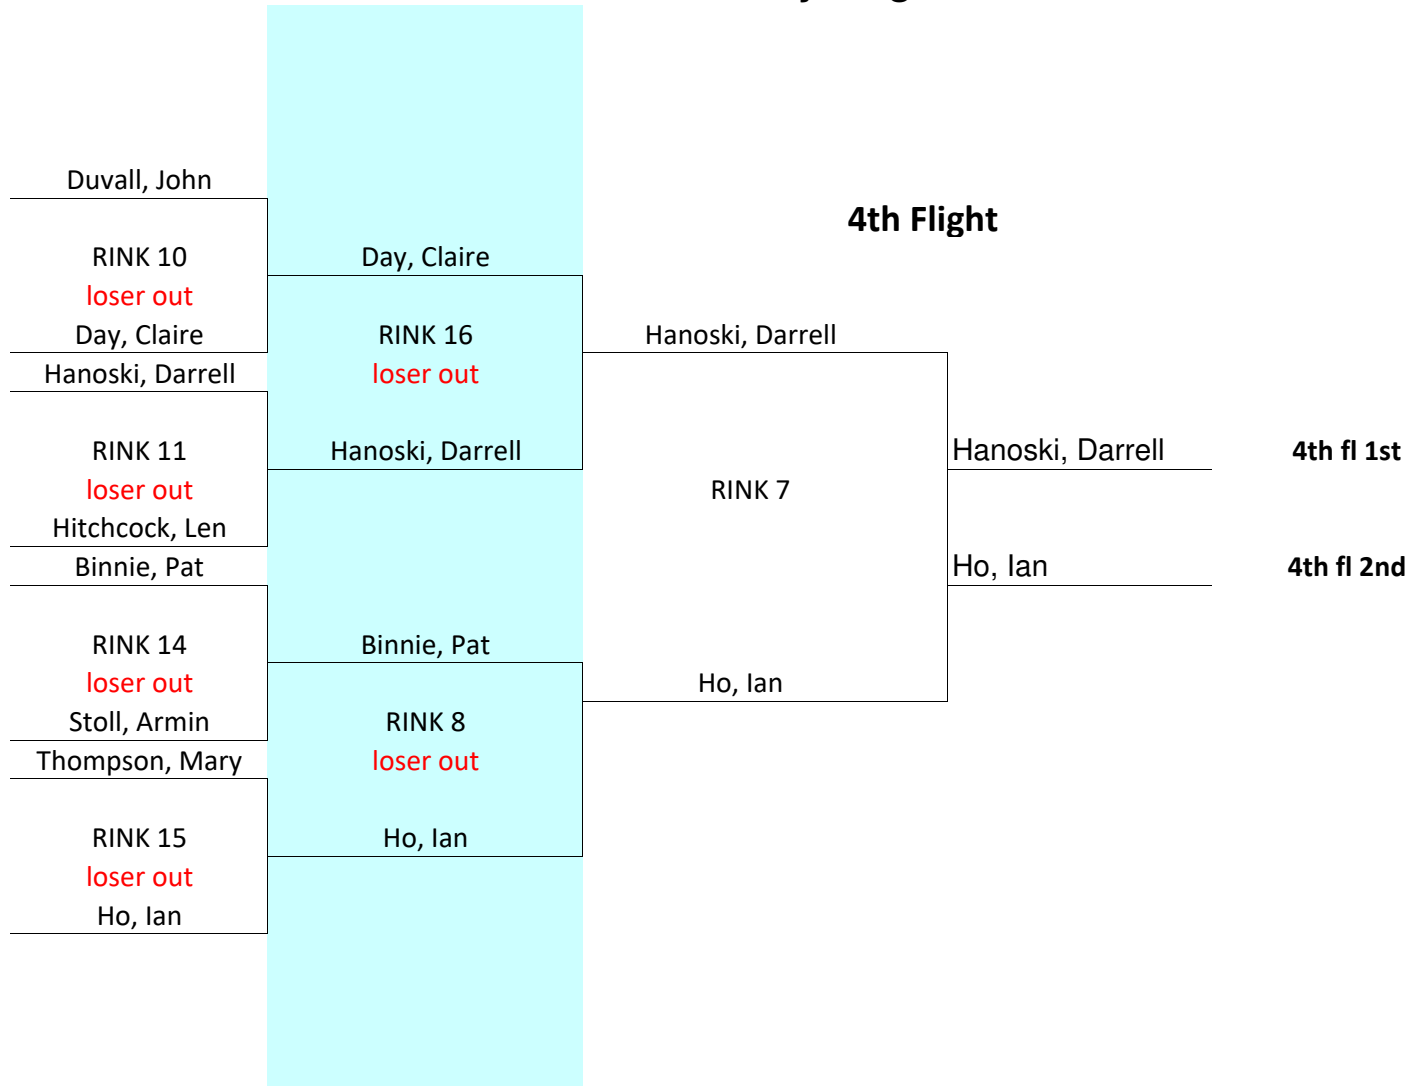 Duvall, John
4th Flight
RINK 10
Day, Claire
loser out
Day, Claire
RINK 16
Hanoski, Darrell
Hanoski, Darrell
loser out
RINK 11
Hanoski, Darrell
Hanoski, Darrell
4th fl 1st
loser out
RINK 7
Hitchcock, Len
Binnie, Pat
Ho, Ian
4th fl 2nd
RINK 14
Binnie, Pat
loser out
Ho, Ian
Stoll, Armin
RINK 8
Thompson, Mary
loser out
RINK 15
Ho, Ian
loser out
Ho, Ian